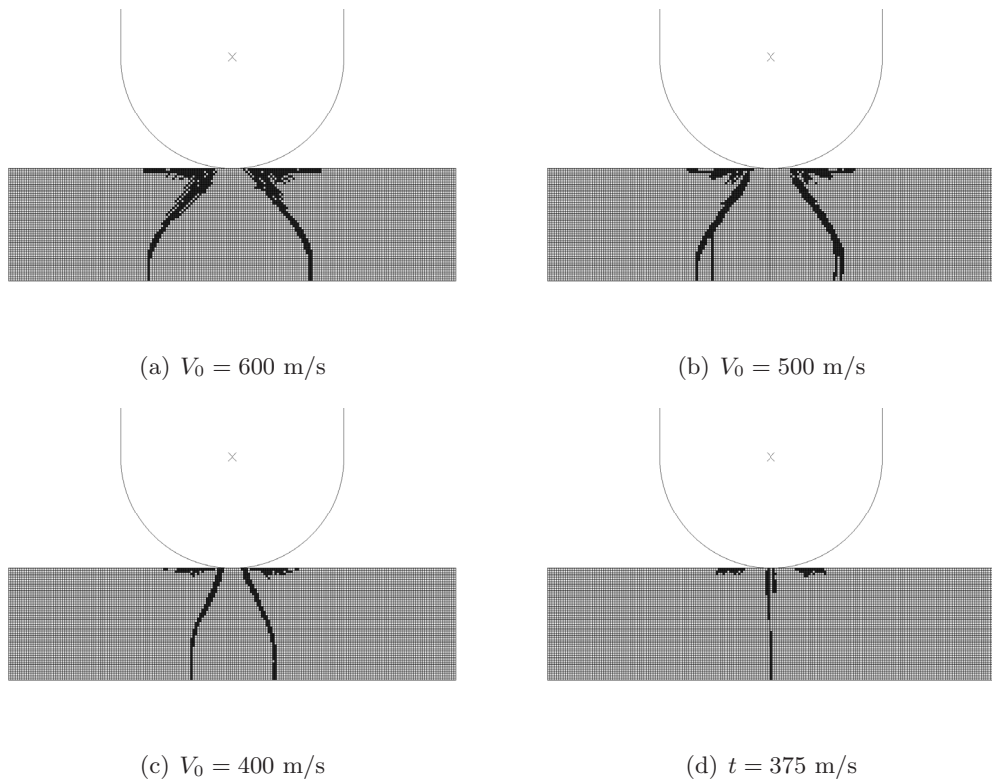 (a) V₀ = 600 m/s
(b) V₀ = 500 m/s
(c) V₀ = 400 m/s
(d) t = 375 m/s